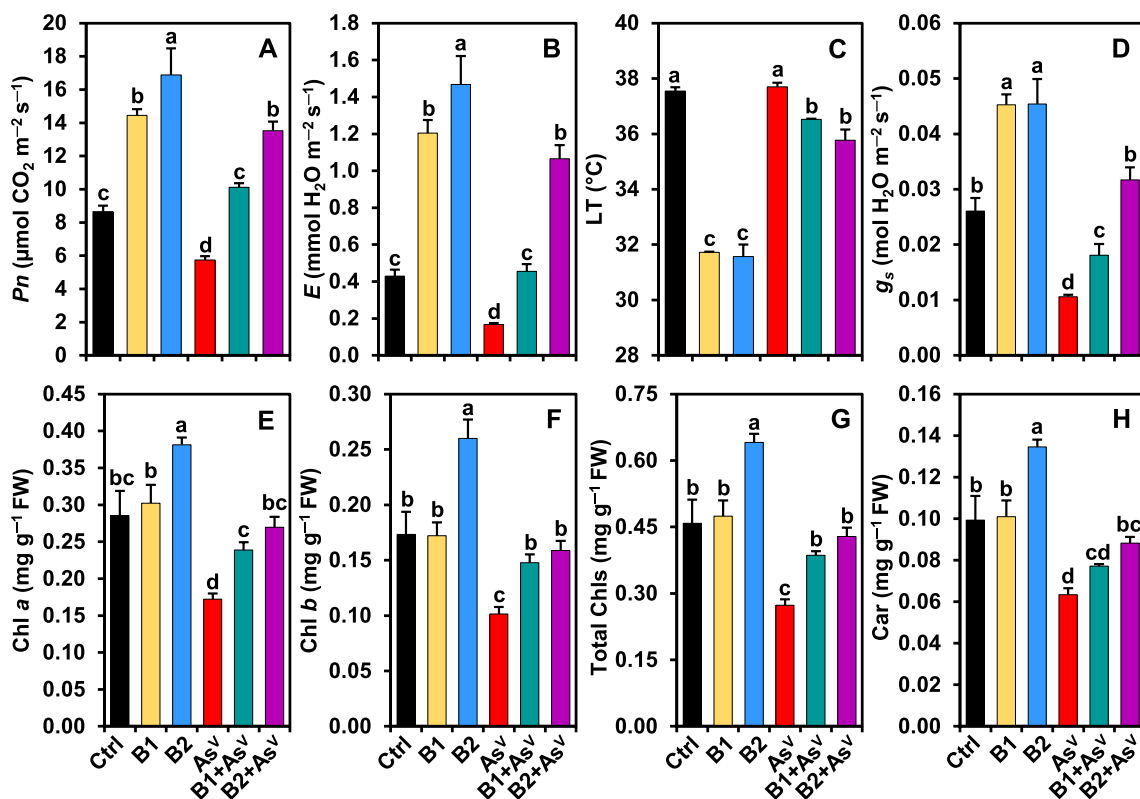 A
Pn (µmol CO₂ m⁻² s⁻¹)
20
18
16
14
12
10
8
6
4
2
0
c
b
a
d
c
b
B
E (mmol H₂O m⁻² s⁻¹)
1.8
1.6
1.4
1.2
1.0
0.8
0.6
0.4
0.2
0.0
c
b
a
d
c
b
C
LT (°C)
40
38
36
34
32
30
28
a
c
c
a
b
b
D
gs (mol H₂O m⁻² s⁻¹)
0.06
0.05
0.04
0.03
0.02
0.01
0.00
b
a
a
d
c
b
E
Chl a (mg g⁻¹ FW)
0.45
0.40
0.35
0.30
0.25
0.20
0.15
0.10
0.05
0.00
bc
b
a
d
c
bc
Ctrl
B1
B2
Asⱽ
B1+Asⱽ
B2+Asⱽ
F
Chl b (mg g⁻¹ FW)
0.30
0.25
0.20
0.15
0.10
0.05
0.00
b
b
a
c
b
b
Ctrl
B1
B2
Asⱽ
B1+Asⱽ
B2+Asⱽ
G
Total Chls (mg g⁻¹ FW)
0.75
0.60
0.45
0.30
0.15
0.00
b
b
a
c
b
b
Ctrl
B1
B2
Asⱽ
B1+Asⱽ
B2+Asⱽ
H
Car (mg g⁻¹ FW)
0.16
0.14
0.12
0.10
0.08
0.06
0.04
0.02
0.00
b
b
a
d
cd
bc
Ctrl
B1
B2
Asⱽ
B1+Asⱽ
B2+Asⱽ